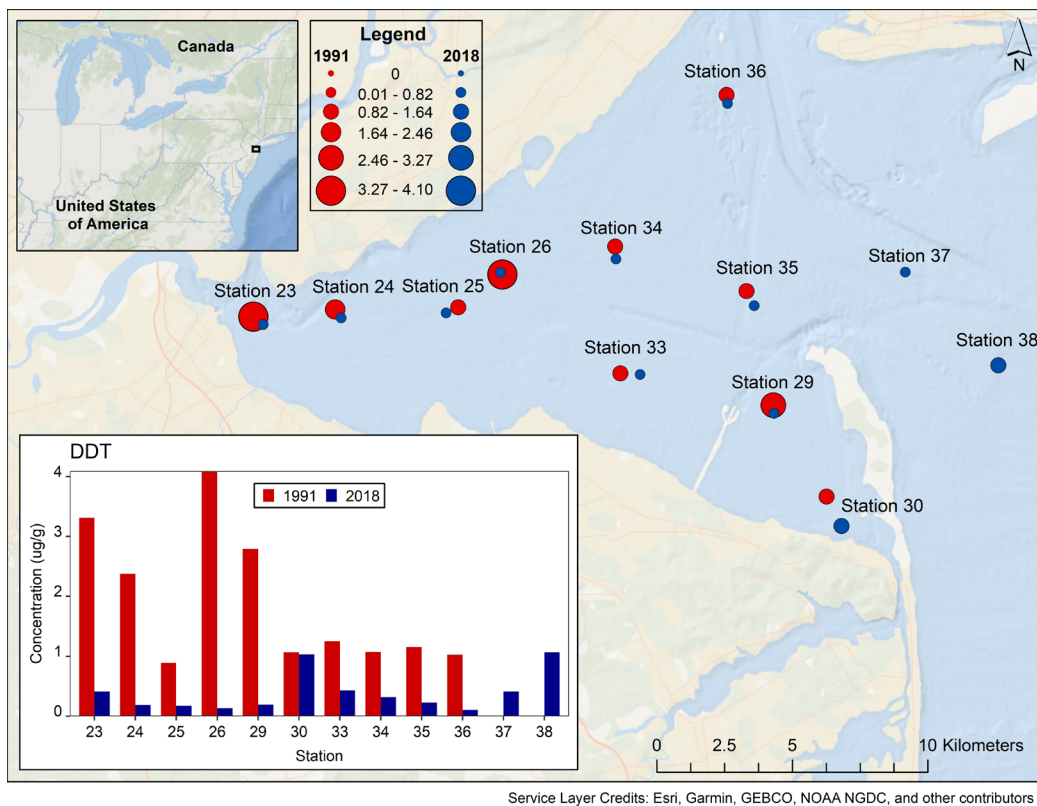 Canada
United States
of America
Legend
1991 2018
0
0.01 - 0.82
0.82 - 1.64
1.64 - 2.46
2.46 - 3.27
3.27 - 4.10
N
Station 36
Station 34
Station 26
Station 37
Station 35
Station 23
Station 24
Station 25
Station 38
Station 33
Station 29
Station 30
DDT
1991 2018
Concentration (ug/g)
4
3
2
1
0
23 24 25 26 29 30 33 34 35 36 37 38
Station
0 2.5 5 10 Kilometers
Service Layer Credits: Esri, Garmin, GEBCO, NOAA NGDC, and other contributors